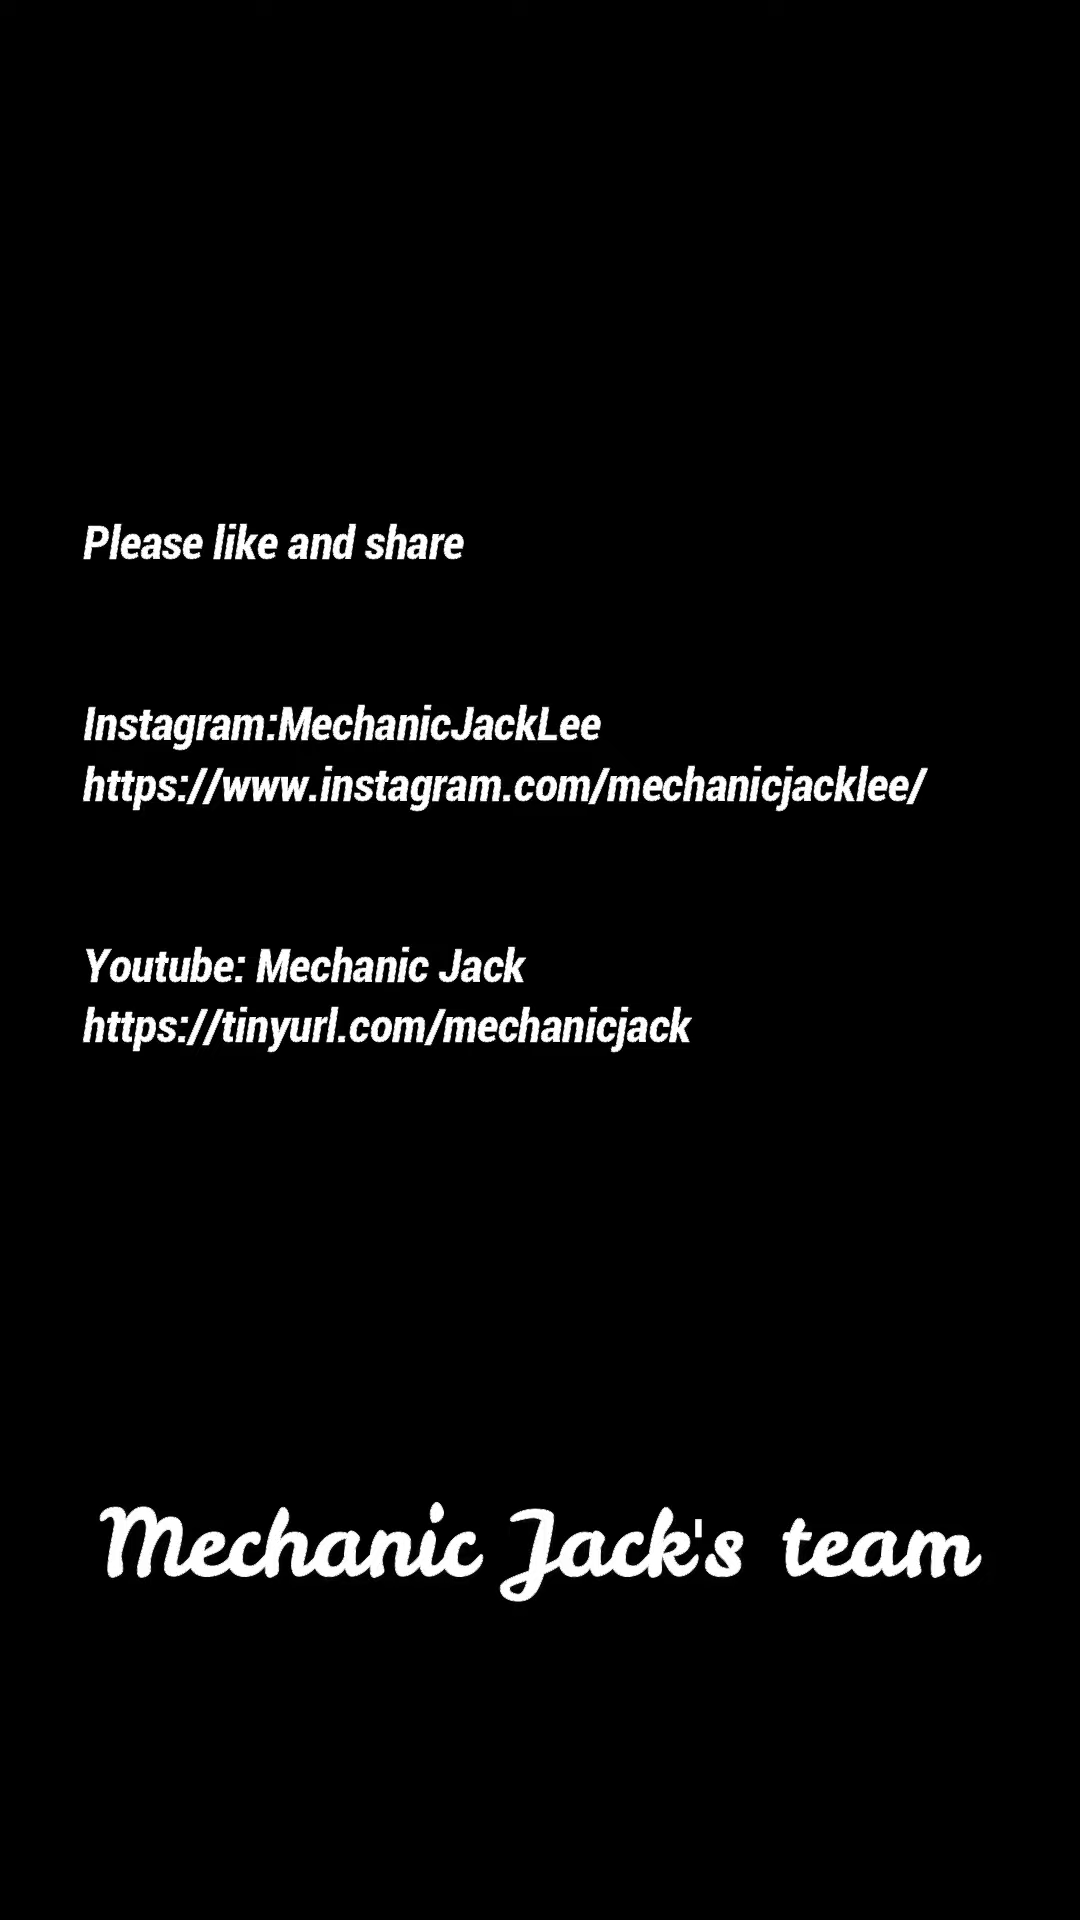 Please like and share
Instagram:MechanicJackLee
https://www.instagram.com/mechanicjacklee/
Youtube: Mechanic Jack
https://tinyurl.com/mechanicjack
Mechanic Jack's team